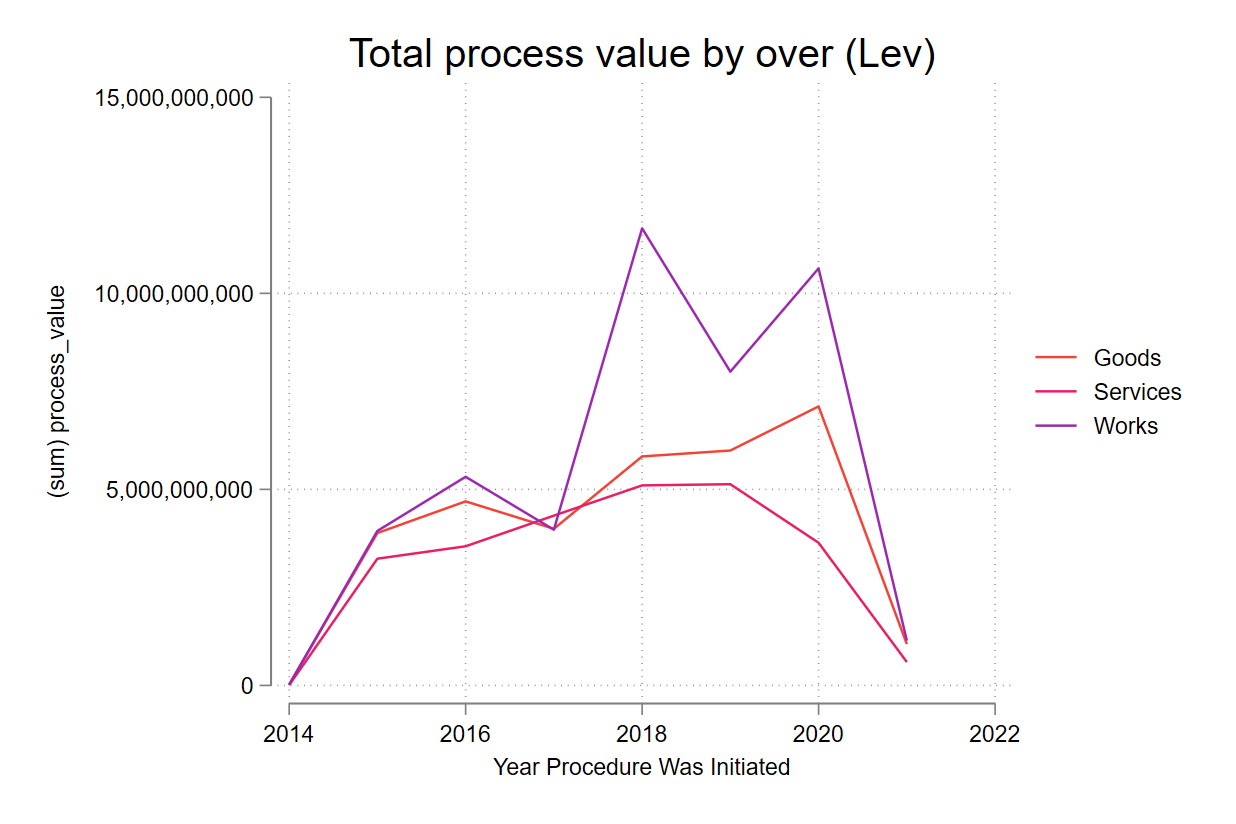 Total process value by over (Lev)
15,000,000,000
10,000,000,000
5,000,000,000
0
(sum) process_value
2014 2016 2018 2020 2022
Year Procedure Was Initiated
Goods
Services
Works